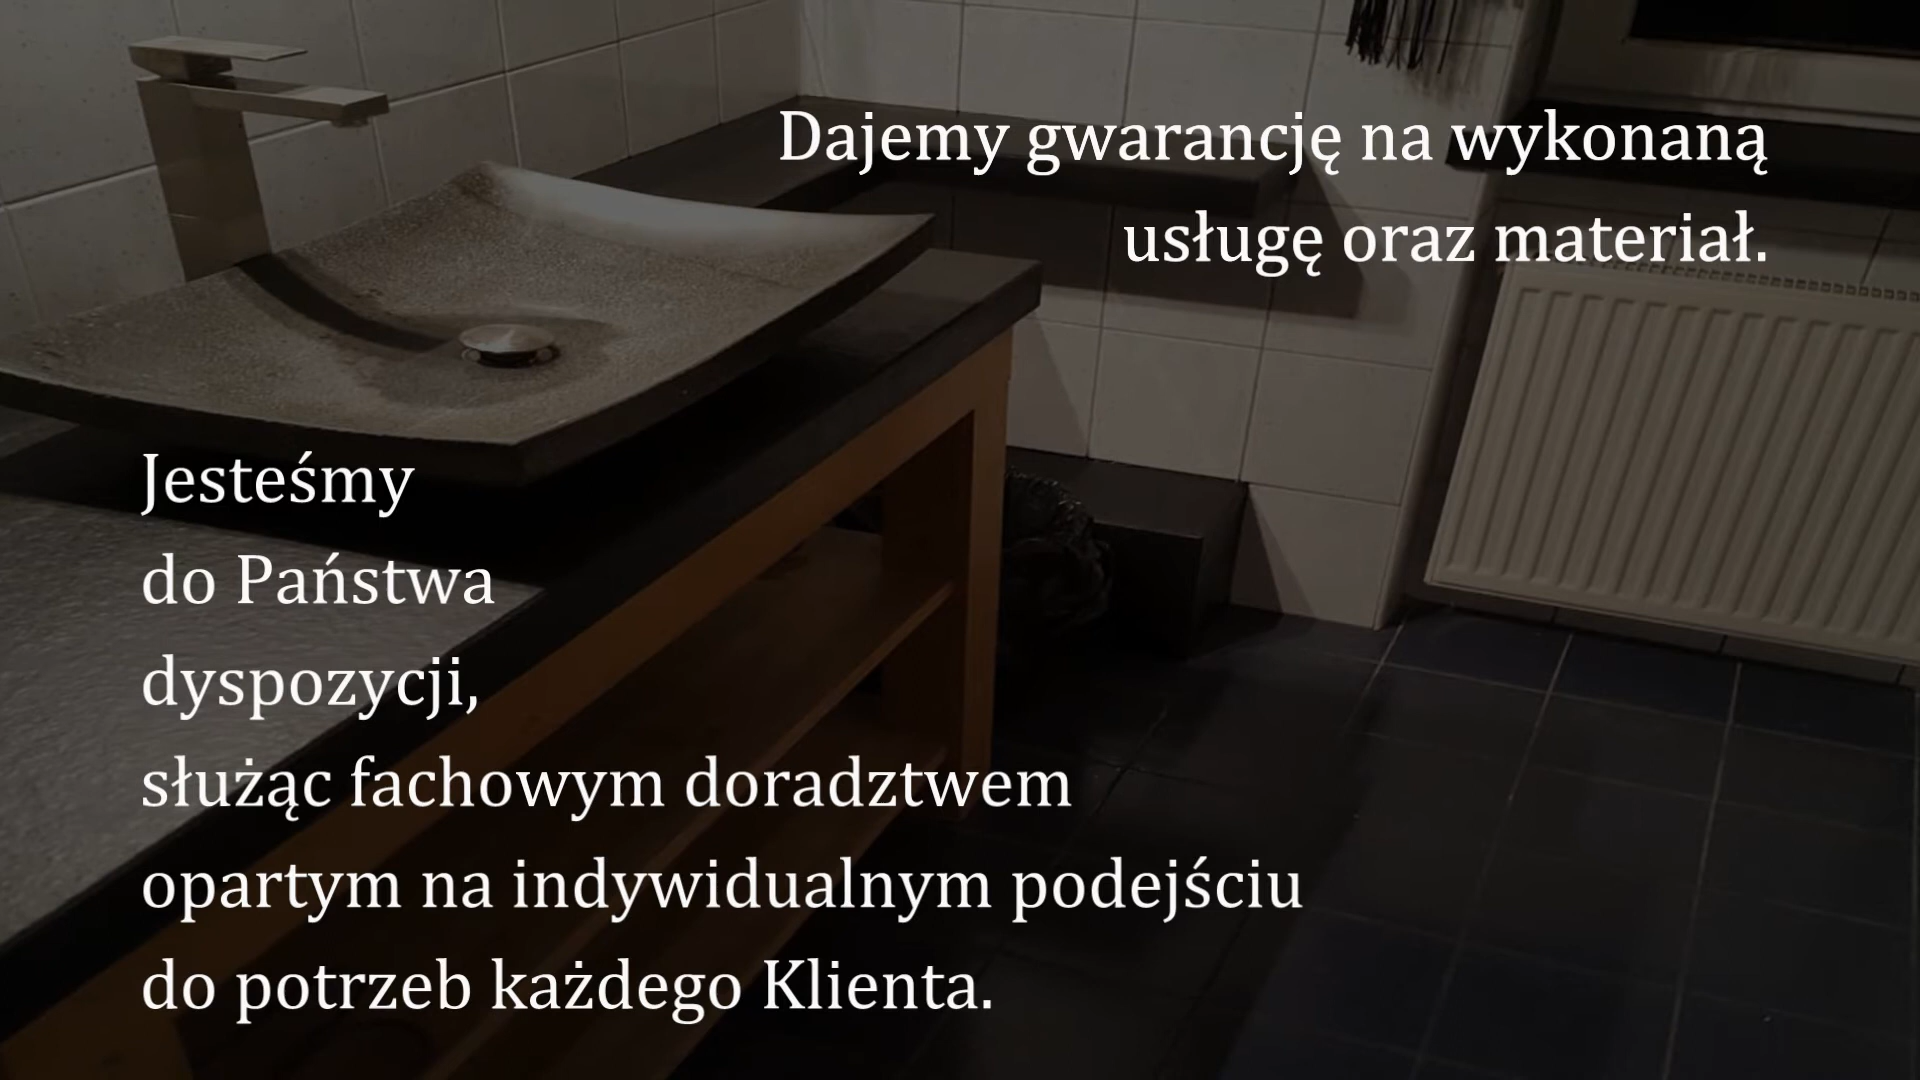 Dajemy gwarancję na wykonaną
usługę oraz materiał.
Jesteśmy
do Państwa
dyspozycji,
służąc fachowym doradztwem
opartym na indywidualnym podejściu
do potrzeb każdego Klienta.